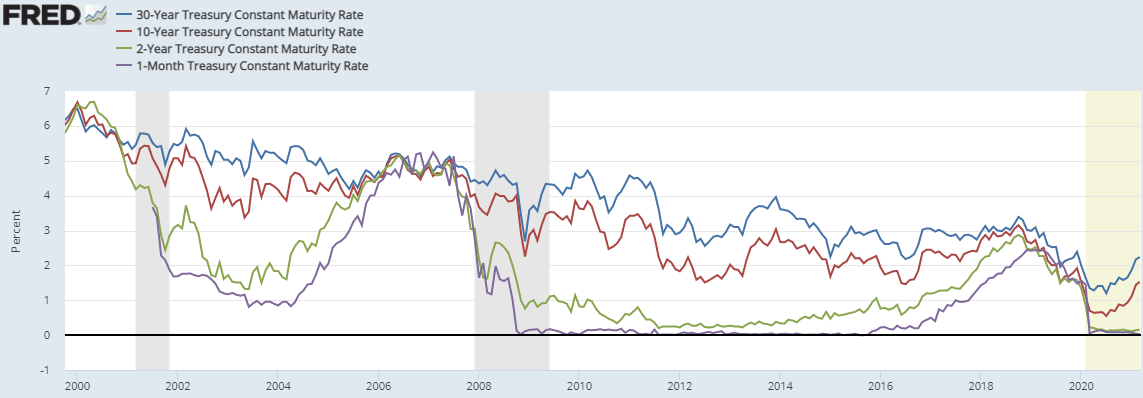 FRED
30-Year Treasury Constant Maturity Rate
10-Year Treasury Constant Maturity Rate
2-Year Treasury Constant Maturity Rate
1-Month Treasury Constant Maturity Rate
Percent
7
6
5
4
3
2
1
0
-1
2000 2002 2004 2006 2008 2010 2012 2014 2016 2018 2020